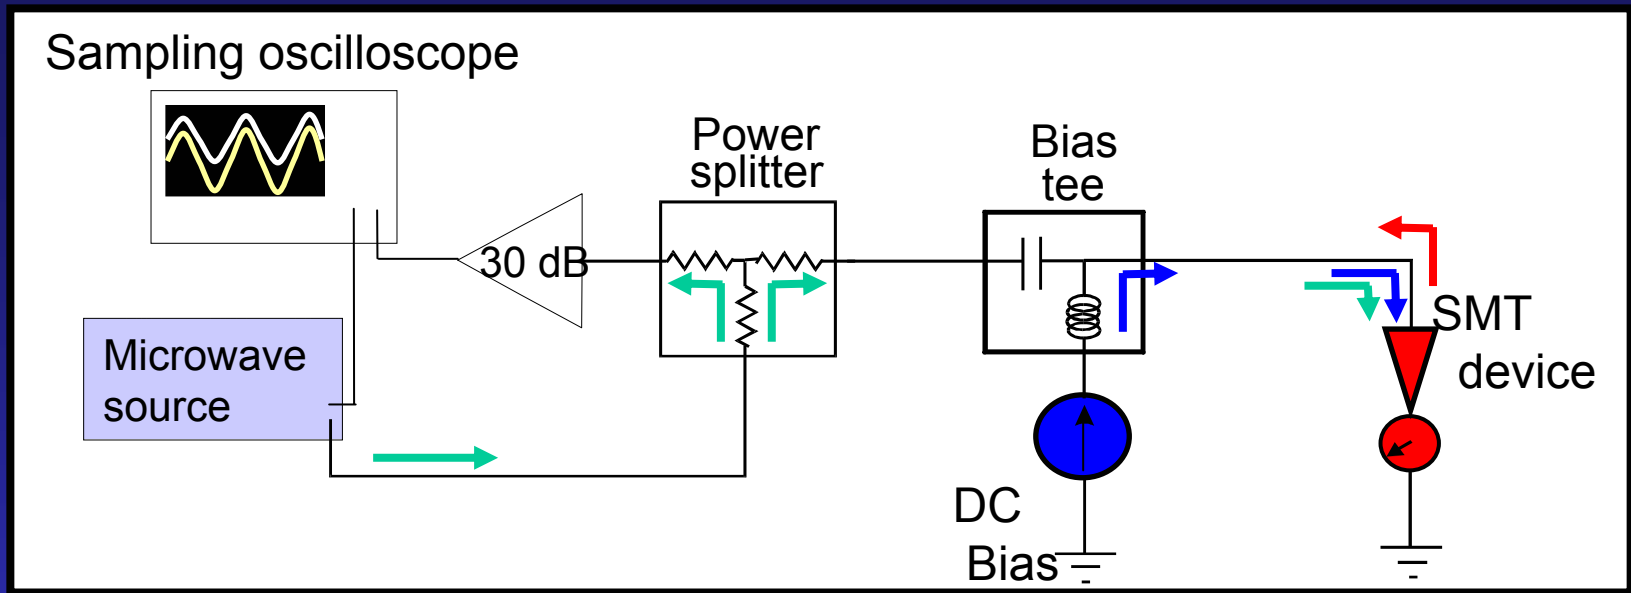 Sampling oscilloscope
Power
splitter
Bias
tee
30 dB
SMT
device
Microwave
source
DC
Bias